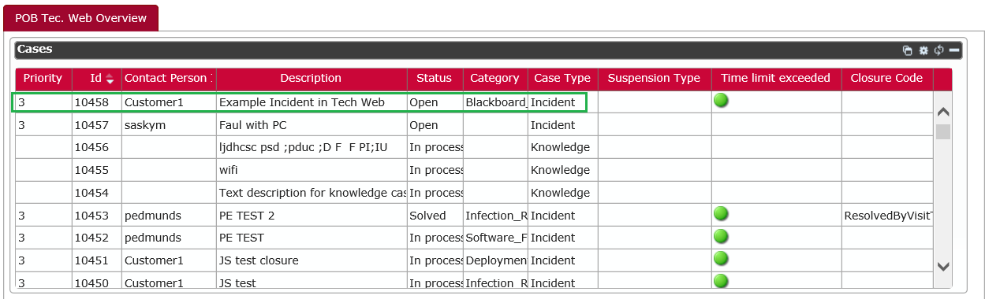 POB Tec. Web Overview
Cases
Priority Id Contact Person Description Status Category Case Type Suspension Type Time limit exceeded Closure Code
3 10458 Customer1 Example Incident in Tech Web Open Blackboard_ Incident
3 10457 saskym Faul with PC Open Incident
10456 ljdhcsc psd ;pduc ;D F F PI;IU In process Knowledge
10455 wifi In process Knowledge
10454 Text description for knowledge cas In process Knowledge
3 10453 pedmunds PE TEST 2 Solved Infection_R Incident ResolvedByVisit
3 10452 pedmunds PE TEST In process Software_F Incident
3 10451 Customer1 JS test closure In process Deploymen Incident
3 10450 Customer1 JS test In process Infection_R Incident